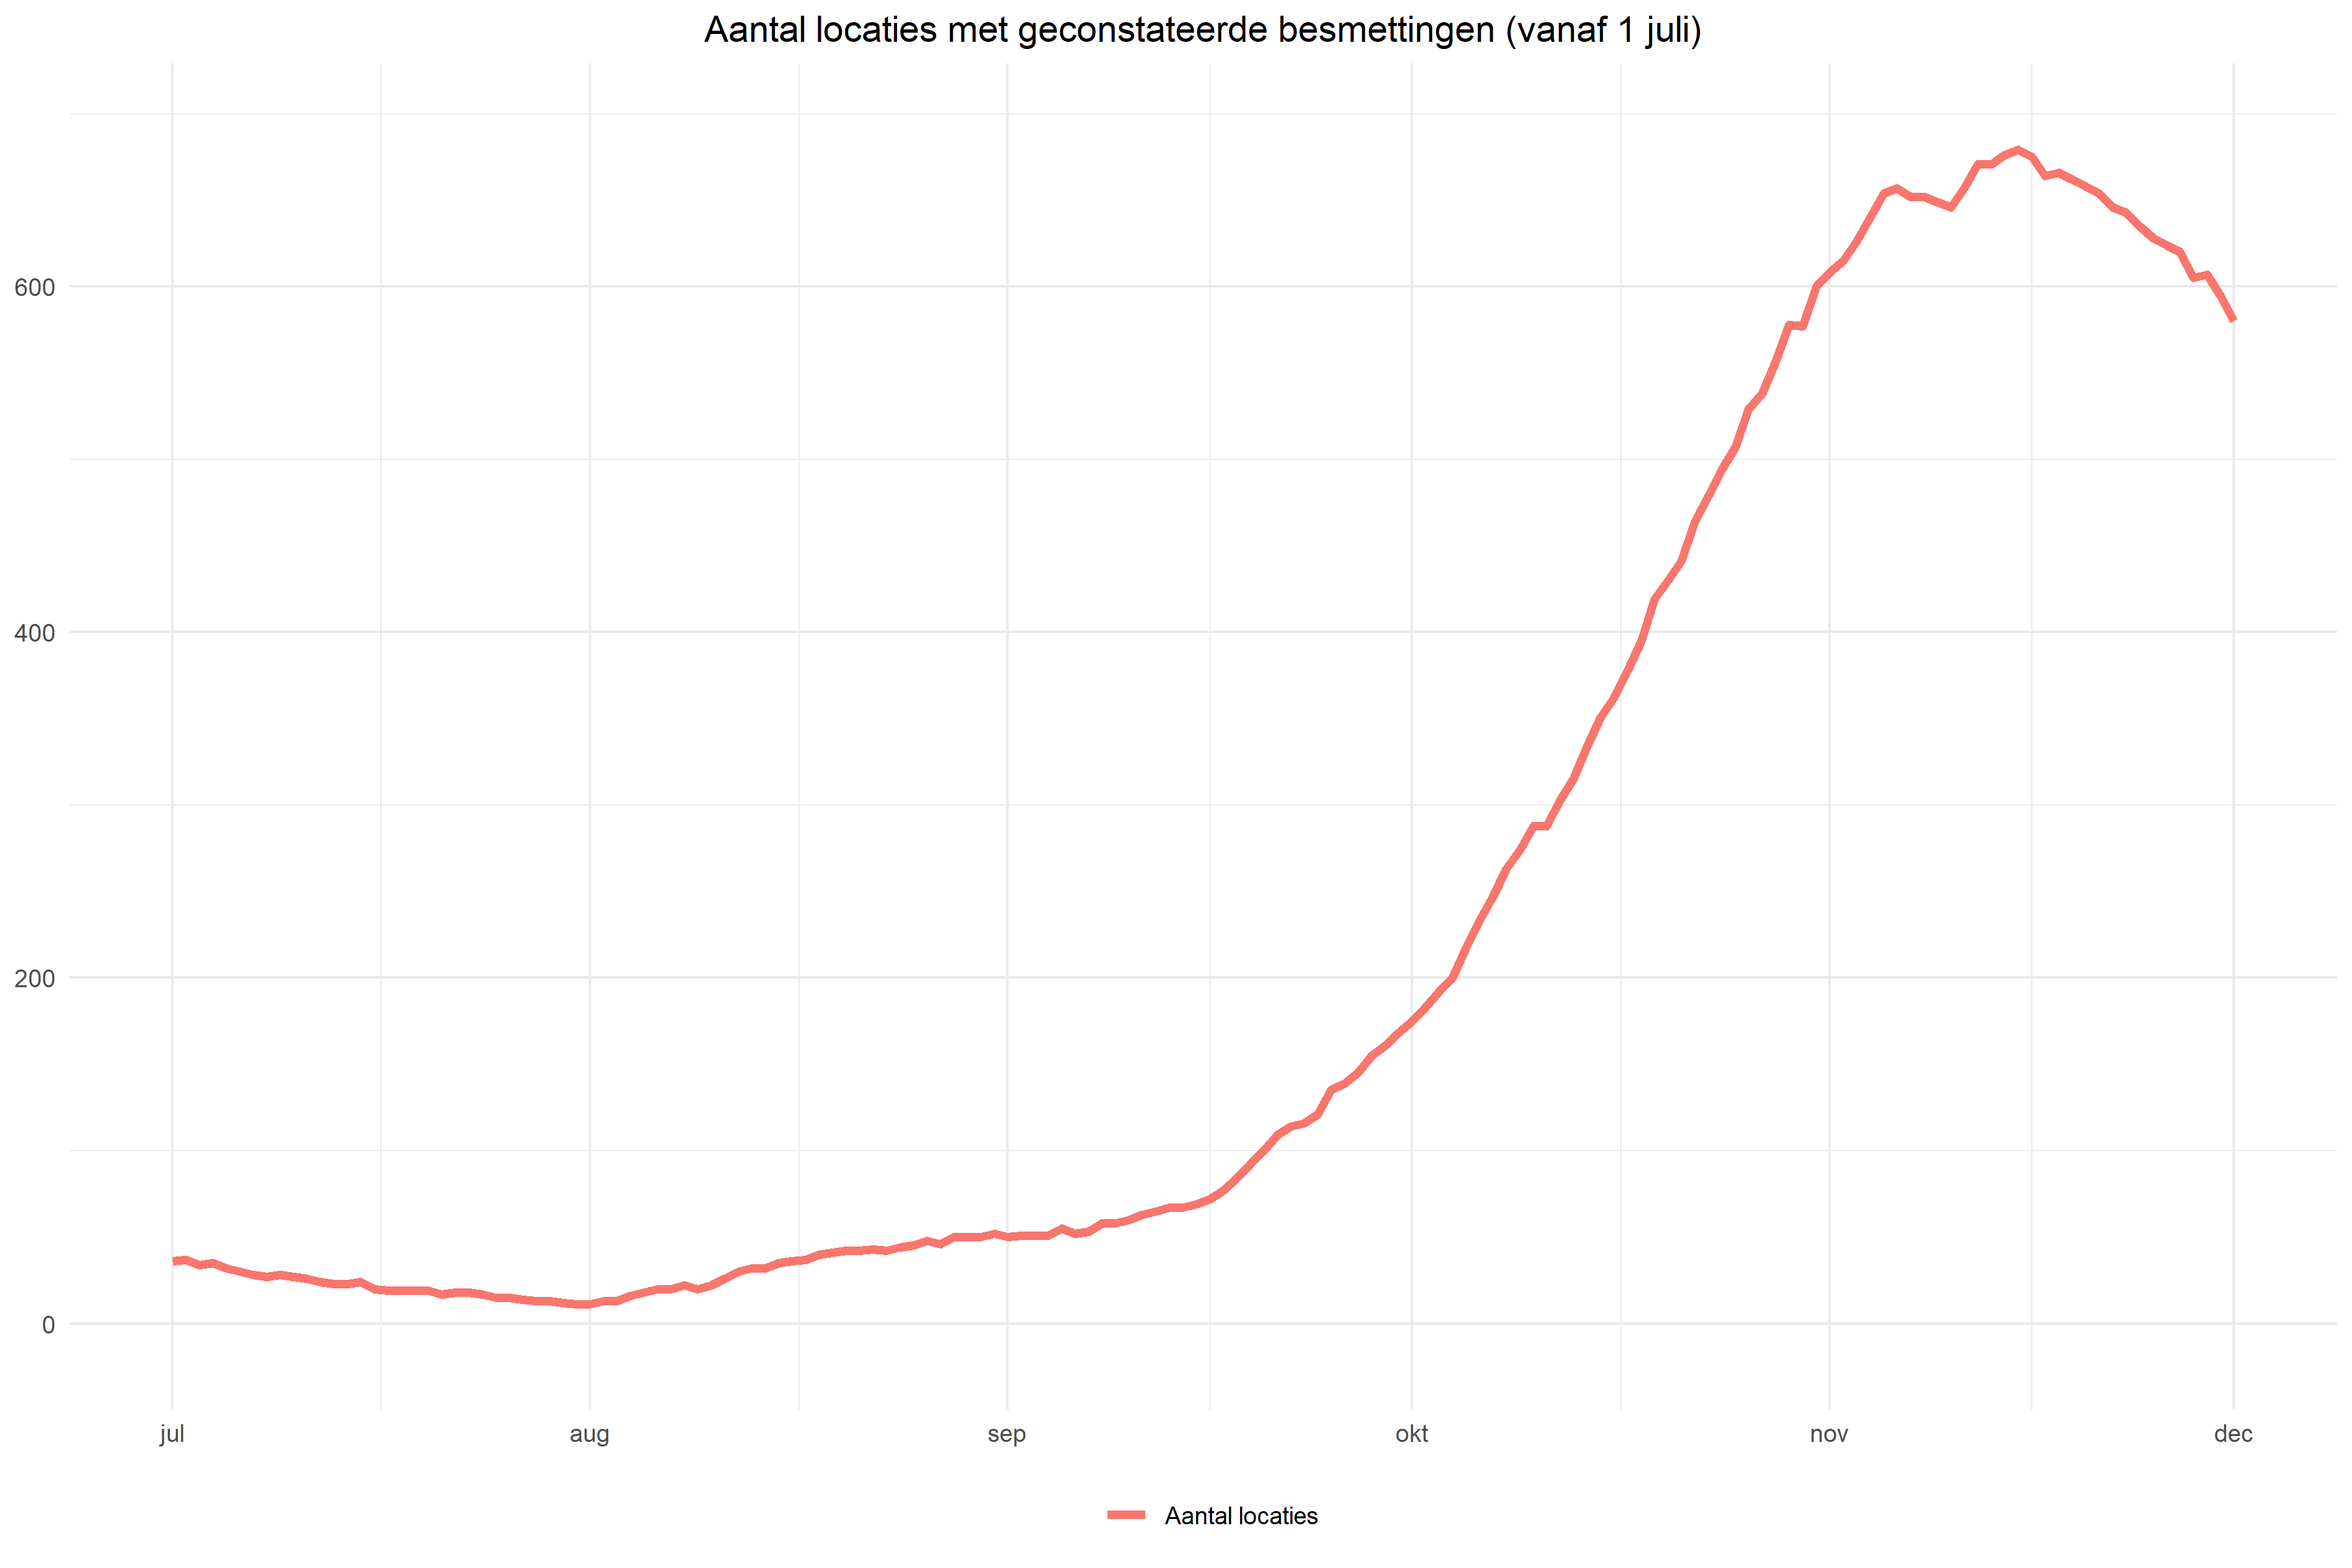 Aantal locaties met geconstateerde besmettingen (vanaf 1 juli)
600
400
200
0
jul aug sep okt nov dec
Aantal locaties